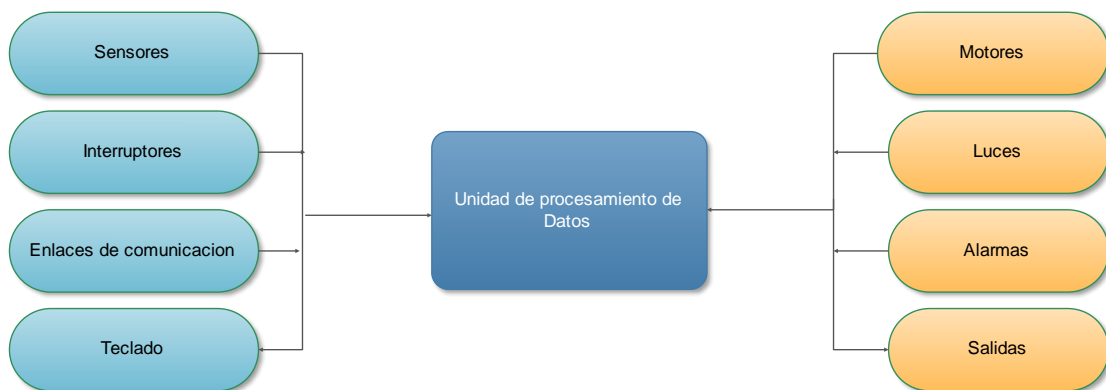 Sensores
Interruptores
Enlaces de comunicacion
Teclado
Unidad de procesamiento de
Datos
Motores
Luces
Alarmas
Salidas